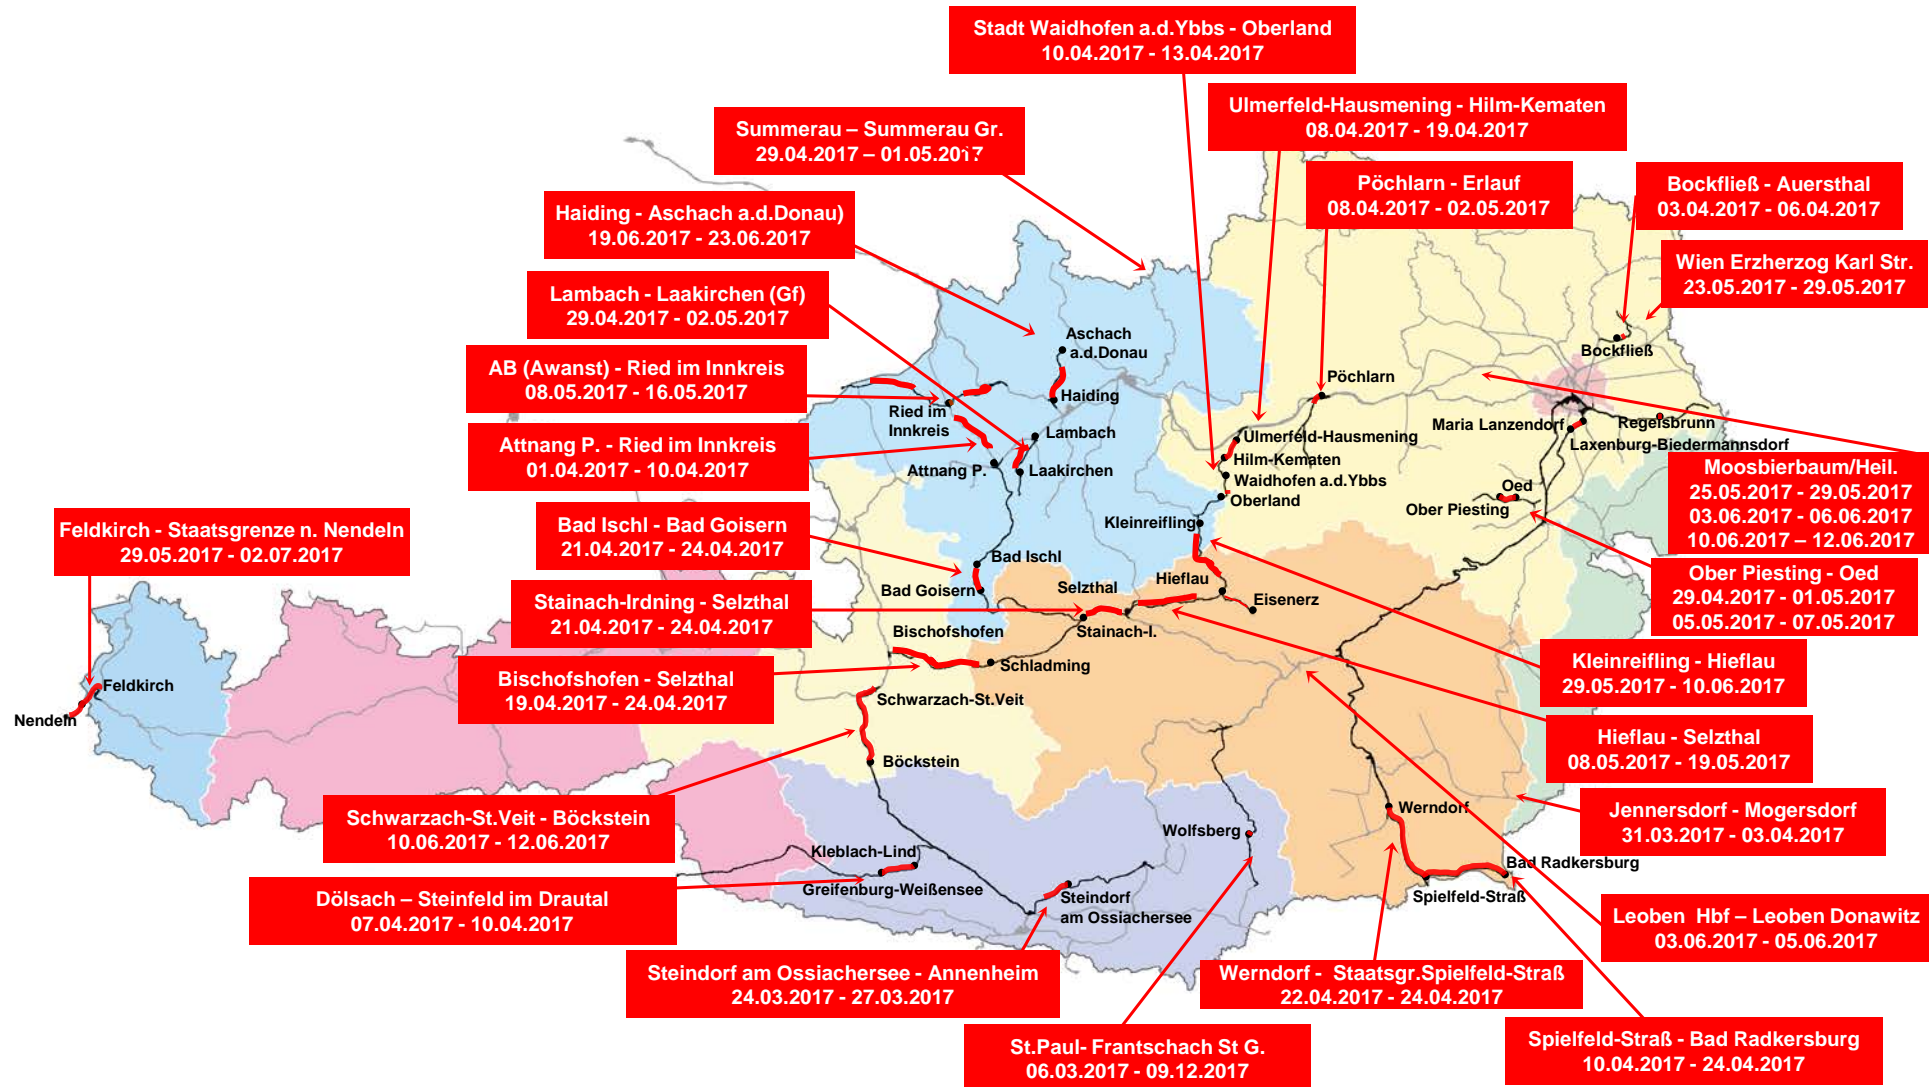 Stadt Waidhofen a.d.Ybbs - Oberland
10.04.2017 - 13.04.2017
Ulmerfeld-Hausmening - Hilm-Kematen
08.04.2017 - 19.04.2017
Summerau – Summerau Gr.
29.04.2017 – 01.05.2017
Pöchlarn - Erlauf
08.04.2017 - 02.05.2017
Bockfließ - Auersthal
03.04.2017 - 06.04.2017
Haiding - Aschach a.d.Donau)
19.06.2017 - 23.06.2017
Wien Erzherzog Karl Str.
23.05.2017 - 29.05.2017
Lambach - Laakirchen (Gf)
29.04.2017 - 02.05.2017
Aschach
a.d.Donau
Bockfließ
AB (Awanst) - Ried im Innkreis
08.05.2017 - 16.05.2017
Pöchlarn
Haiding
Ried im
Innkreis
Regelsbrunn
Maria Lanzendorf
Laxenburg-Biedermannsdorf
Lambach
Ulmerfeld-Hausmening
Attnang P. - Ried im Innkreis
01.04.2017 - 10.04.2017
Hilm-Kematen
Attnang P.
Laakirchen
Waidhofen a.d.Ybbs
Oberland
Moosbierbaum/Heil.
25.05.2017 - 29.05.2017
03.06.2017 - 06.06.2017
10.06.2017 – 12.06.2017
Oed
Ober Piesting
Feldkirch - Staatsgrenze n. Nendeln
29.05.2017 - 02.07.2017
Bad Ischl - Bad Goisern
21.04.2017 - 24.04.2017
Kleinreifling
Bad Ischl
Hieflau
Selzthal
Bad Goisern
Eisenerz
Ober Piesting - Oed
29.04.2017 - 01.05.2017
05.05.2017 - 07.05.2017
Stainach-Irdning - Selzthal
21.04.2017 - 24.04.2017
Bischofshofen
Stainach-I.
Schladming
Kleinreifling - Hieflau
29.05.2017 - 10.06.2017
Bischofshofen - Selzthal
19.04.2017 - 24.04.2017
Feldkirch
Nendeln
Schwarzach-St.Veit
Hieflau - Selzthal
08.05.2017 - 19.05.2017
Böckstein
Schwarzach-St.Veit - Böckstein
10.06.2017 - 12.06.2017
Werndorf
Jennersdorf - Mogersdorf
31.03.2017 - 03.04.2017
Wolfsberg
Kleblach-Lind
Greifenburg-Weißensee
Bad Radkersburg
Dölsach – Steinfeld im Drautal
07.04.2017 - 10.04.2017
Steindorf
am Ossiachersee
Spielfeld-Straß
Leoben Hbf – Leoben Donawitz
03.06.2017 - 05.06.2017
Steindorf am Ossiachersee - Annenheim
24.03.2017 - 27.03.2017
Werndorf - Staatsgr.Spielfeld-Straß
22.04.2017 - 24.04.2017
St.Paul- Frantschach St G.
06.03.2017 - 09.12.2017
Spielfeld-Straß - Bad Radkersburg
10.04.2017 - 24.04.2017